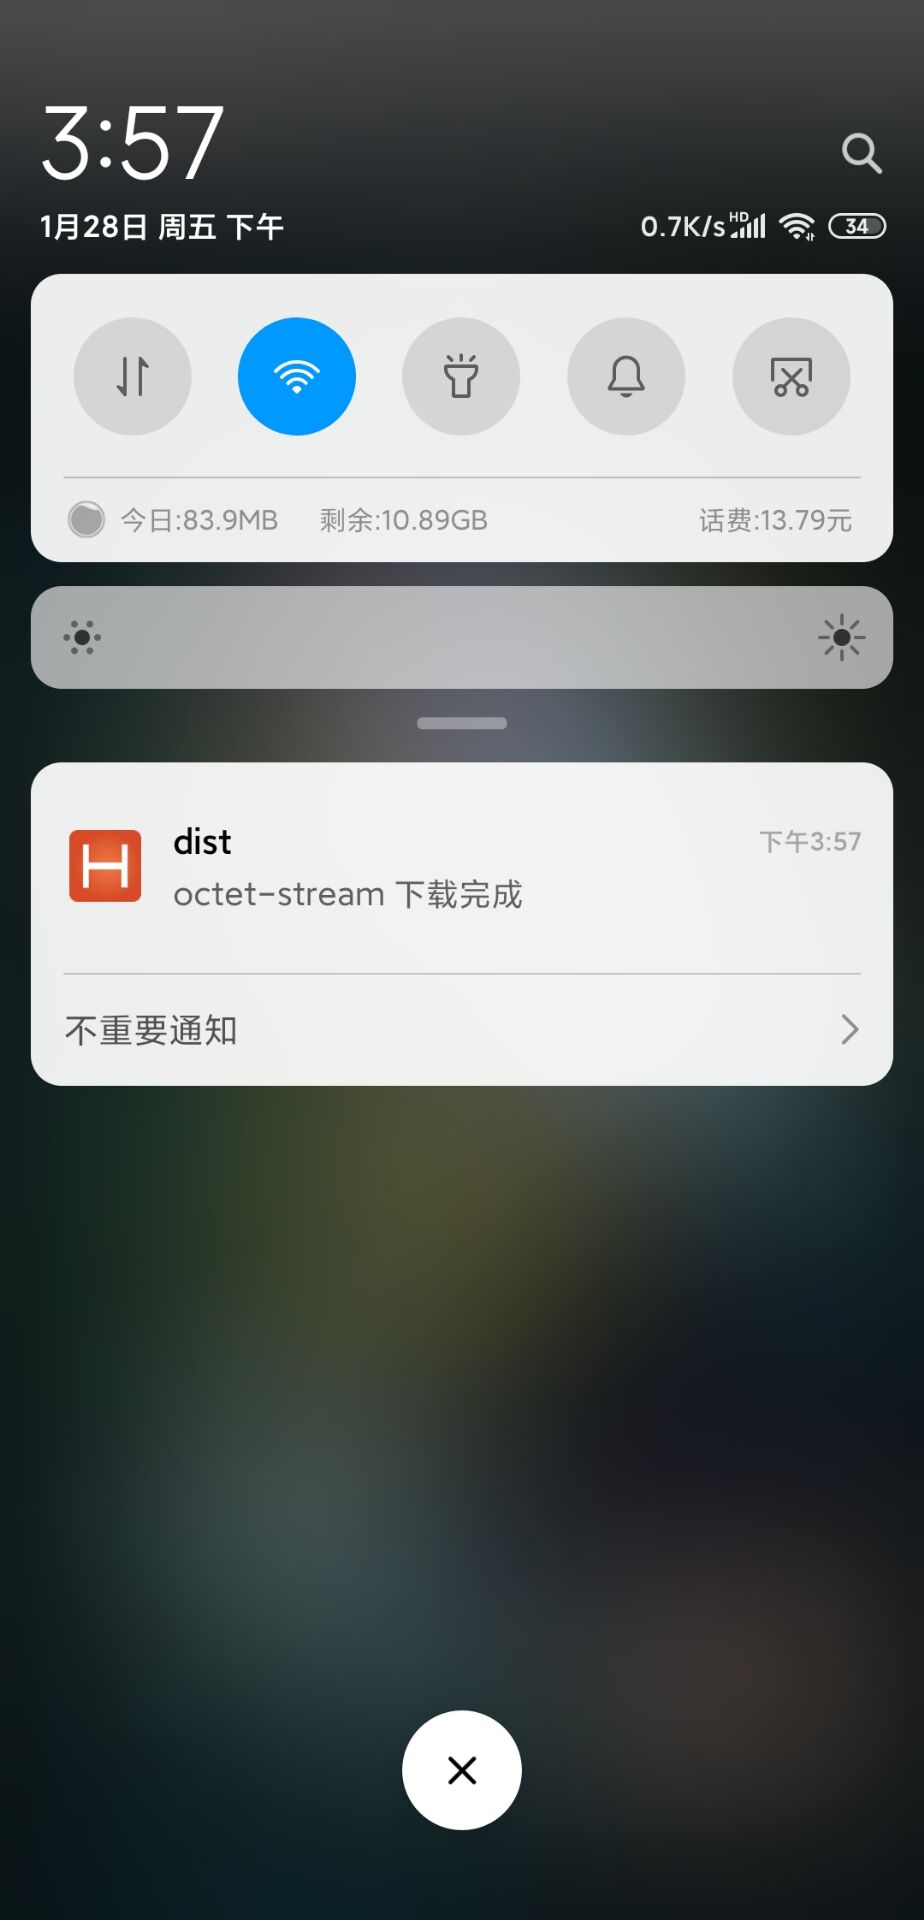 3:57
1月28日 周五 下午
0.7K/s HD 34
今日:83.9MB 剩余:10.89GB 话费:13.79元
dist 下午3:57
octet-stream 下载完成
不重要通知